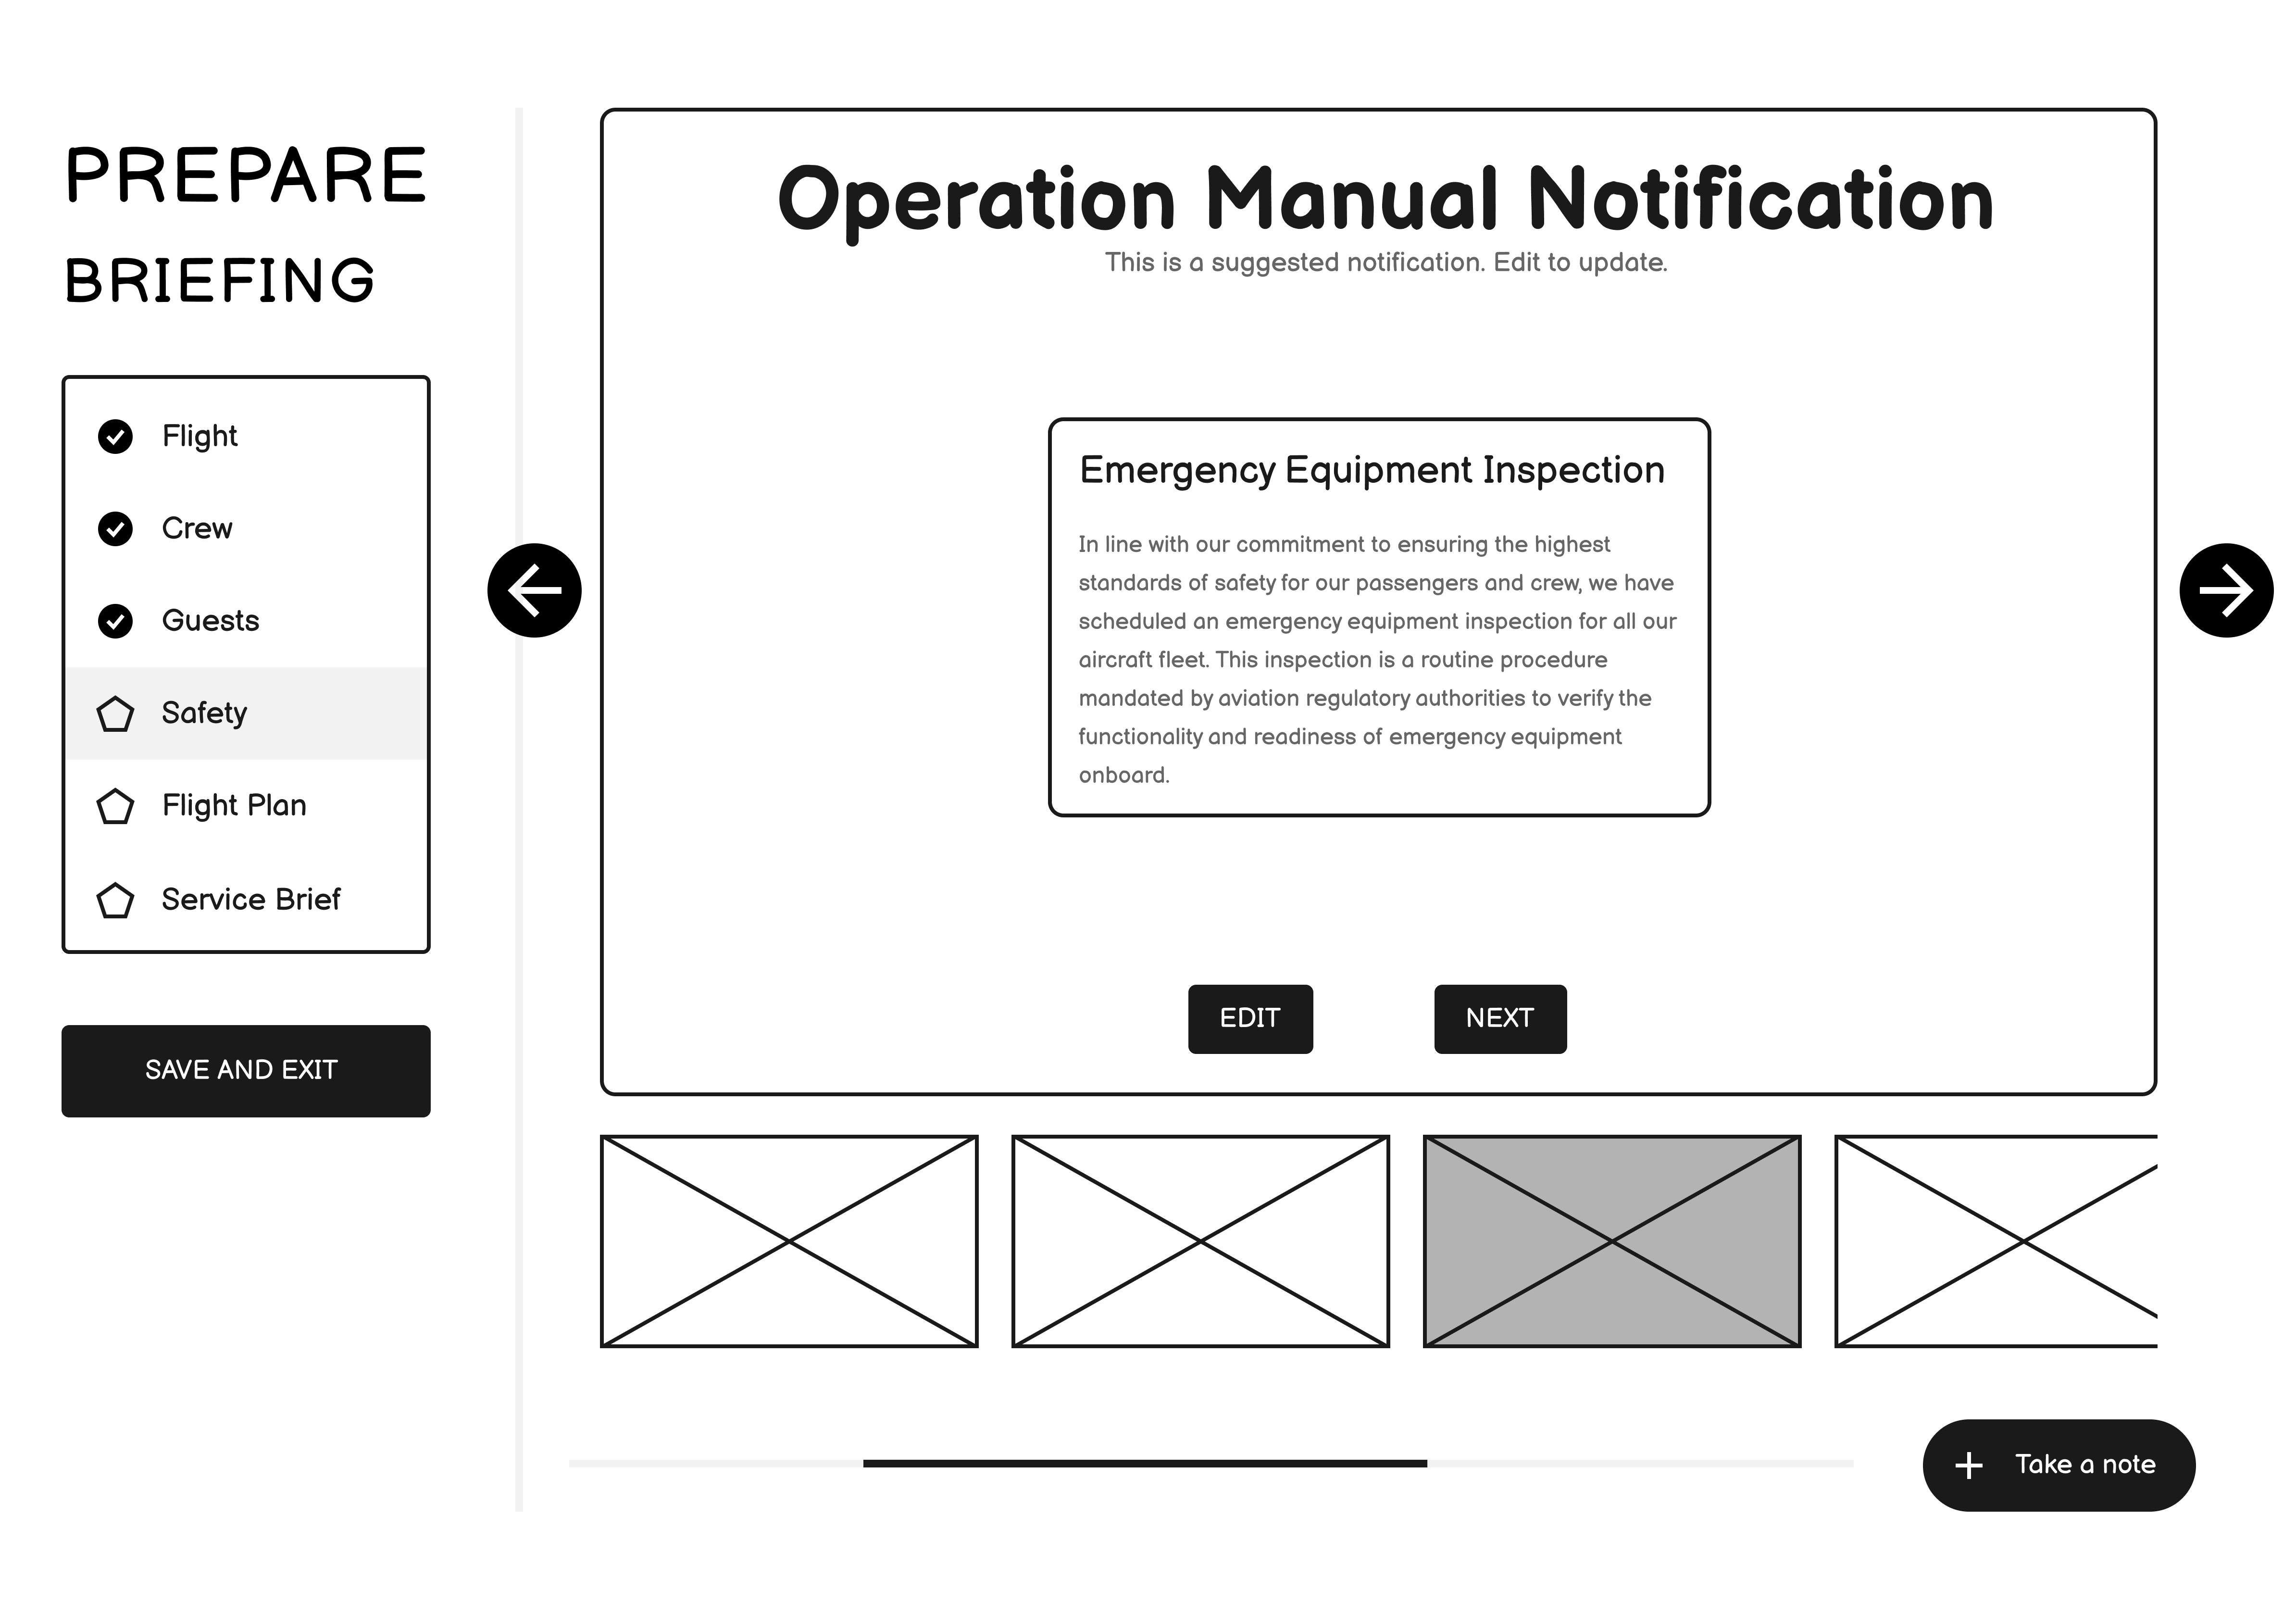 PREPARE
BRIEFING
Flight
Crew
Guests
Safety
Flight Plan
Service Brief
SAVE AND EXIT
Operation Manual Notification
This is a suggested notification. Edit to update.
Emergency Equipment Inspection
In line with our commitment to ensuring the highest
standards of safety for our passengers and crew, we have
scheduled an emergency equipment inspection for all our
aircraft fleet. This inspection is a routine procedure
mandated by aviation regulatory authorities to verify the
functionality and readiness of emergency equipment
onboard.
EDIT
NEXT
Take a note